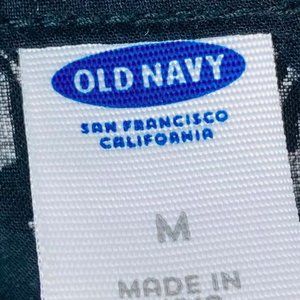 OLD NAVY
SAN FRANCISCO
CALIFORNIA
M
MADE IN